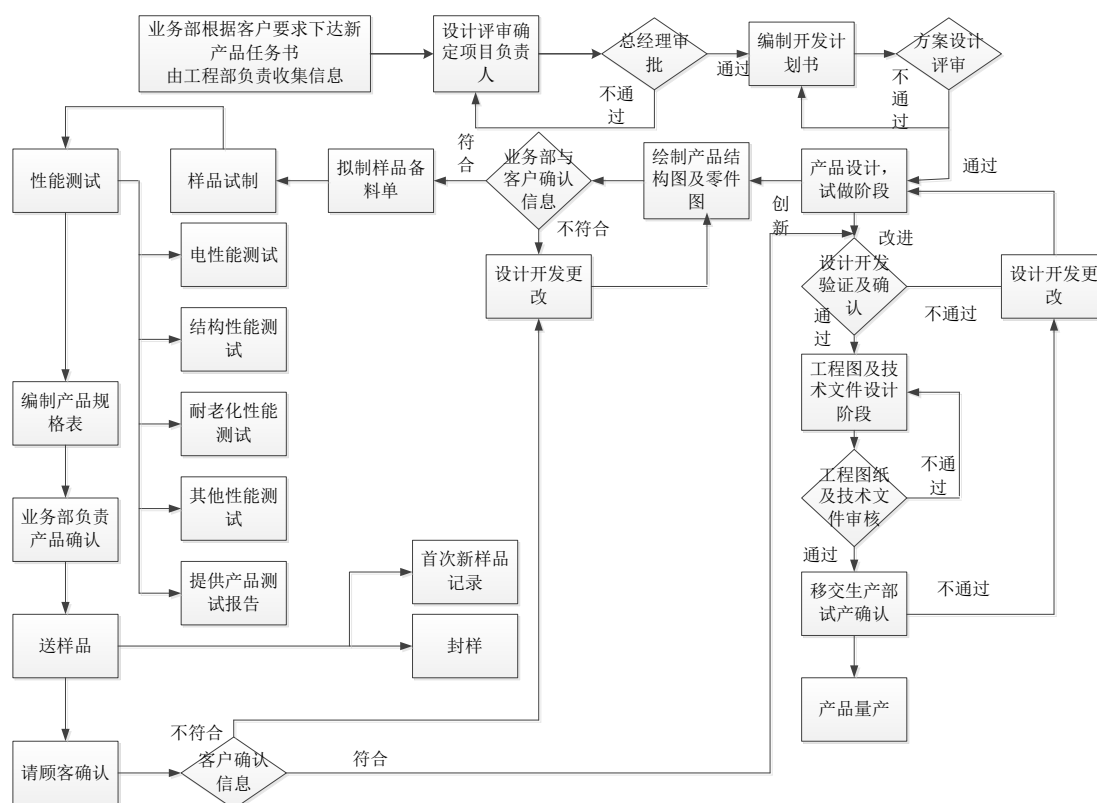 业务部根据客户要求下达新
产品任务书
由工程部负责收集信息
设计评审确
定项目负责
人
总经理审
批
通过
不通
过
编制开发计
划书
方案设计
评审
不
通
过
通过
性能测试
样品试制
拟制样品备
料单
符
合
业务部与
客户确认
信息
不符合
绘制产品结
构图及零件
图
产品设计，
试做阶段
创
新
改进
电性能测试
设计开发更
改
设计开发
验证及确
认
不通过
设计开发更
改
通
过
结构性能测
试
工程图及技
术文件设计
阶段
编制产品规
格表
耐老化性能
测试
工程图纸
及技术文
件审核
不通
过
其他性能测
试
业务部负责
产品确认
通过
首次新样品
记录
提供产品测
试报告
移交生产部
试产确认
不通过
送样品
封样
产品量产
不符合
请顾客确认
客户确认
信息
符合